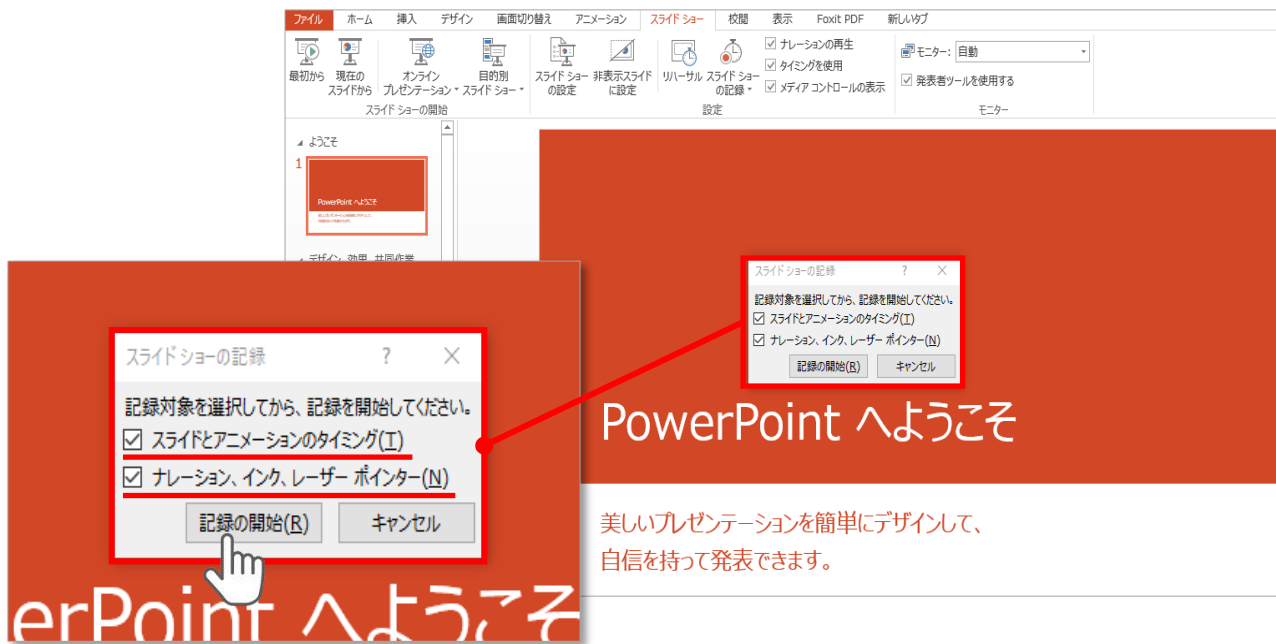 ファイル ホーム 挿入 デザイン 画面切り替え アニメーション スライド ショー 校閲 表示 Foxit PDF 新しいタブ
最初から 現在の スライドから オンライン プレゼンテーション 目的別 スライド ショー
スライド ショーの開始
スライド ショーの設定 非表示スライドに設定 リハーサル スライド ショーの記録
ナレーションの再生
タイミングを使用
メディア コントロールの表示
設定
モニター: 自動
発表者ツールを使用する
モニター
ようこそ
1
PowerPoint へようこそ
デザイン、効果、共同作業
スライド ショーの記録 ? ×
記録対象を選択してから、記録を開始してください。
スライドとアニメーションのタイミング(T)
ナレーション、インク、レーザー ポインター(N)
記録の開始(R) キャンセル
PowerPoint へようこそ
美しいプレゼンテーションを簡単にデザインして、
自信を持って発表できます。
スライド ショーの記録 ? ×
記録対象を選択してから、記録を開始してください。
スライドとアニメーションのタイミング(T)
ナレーション、インク、レーザー ポインター(N)
記録の開始(R) キャンセル
erPoint へようこそ